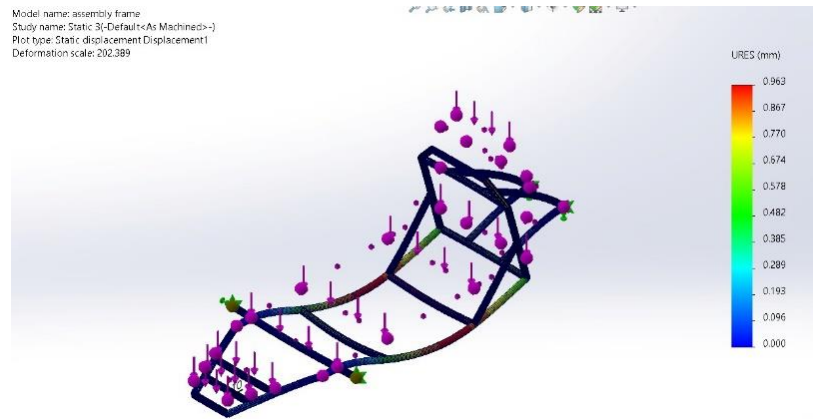 Model name: assembly frame
Study name: Static 3(-Default<As Machined>-)
Plot type: Static displacement Displacement1
Deformation scale: 202.389
URES (mm)
0.963
0.867
0.770
0.674
0.578
0.482
0.385
0.289
0.193
0.096
0.000